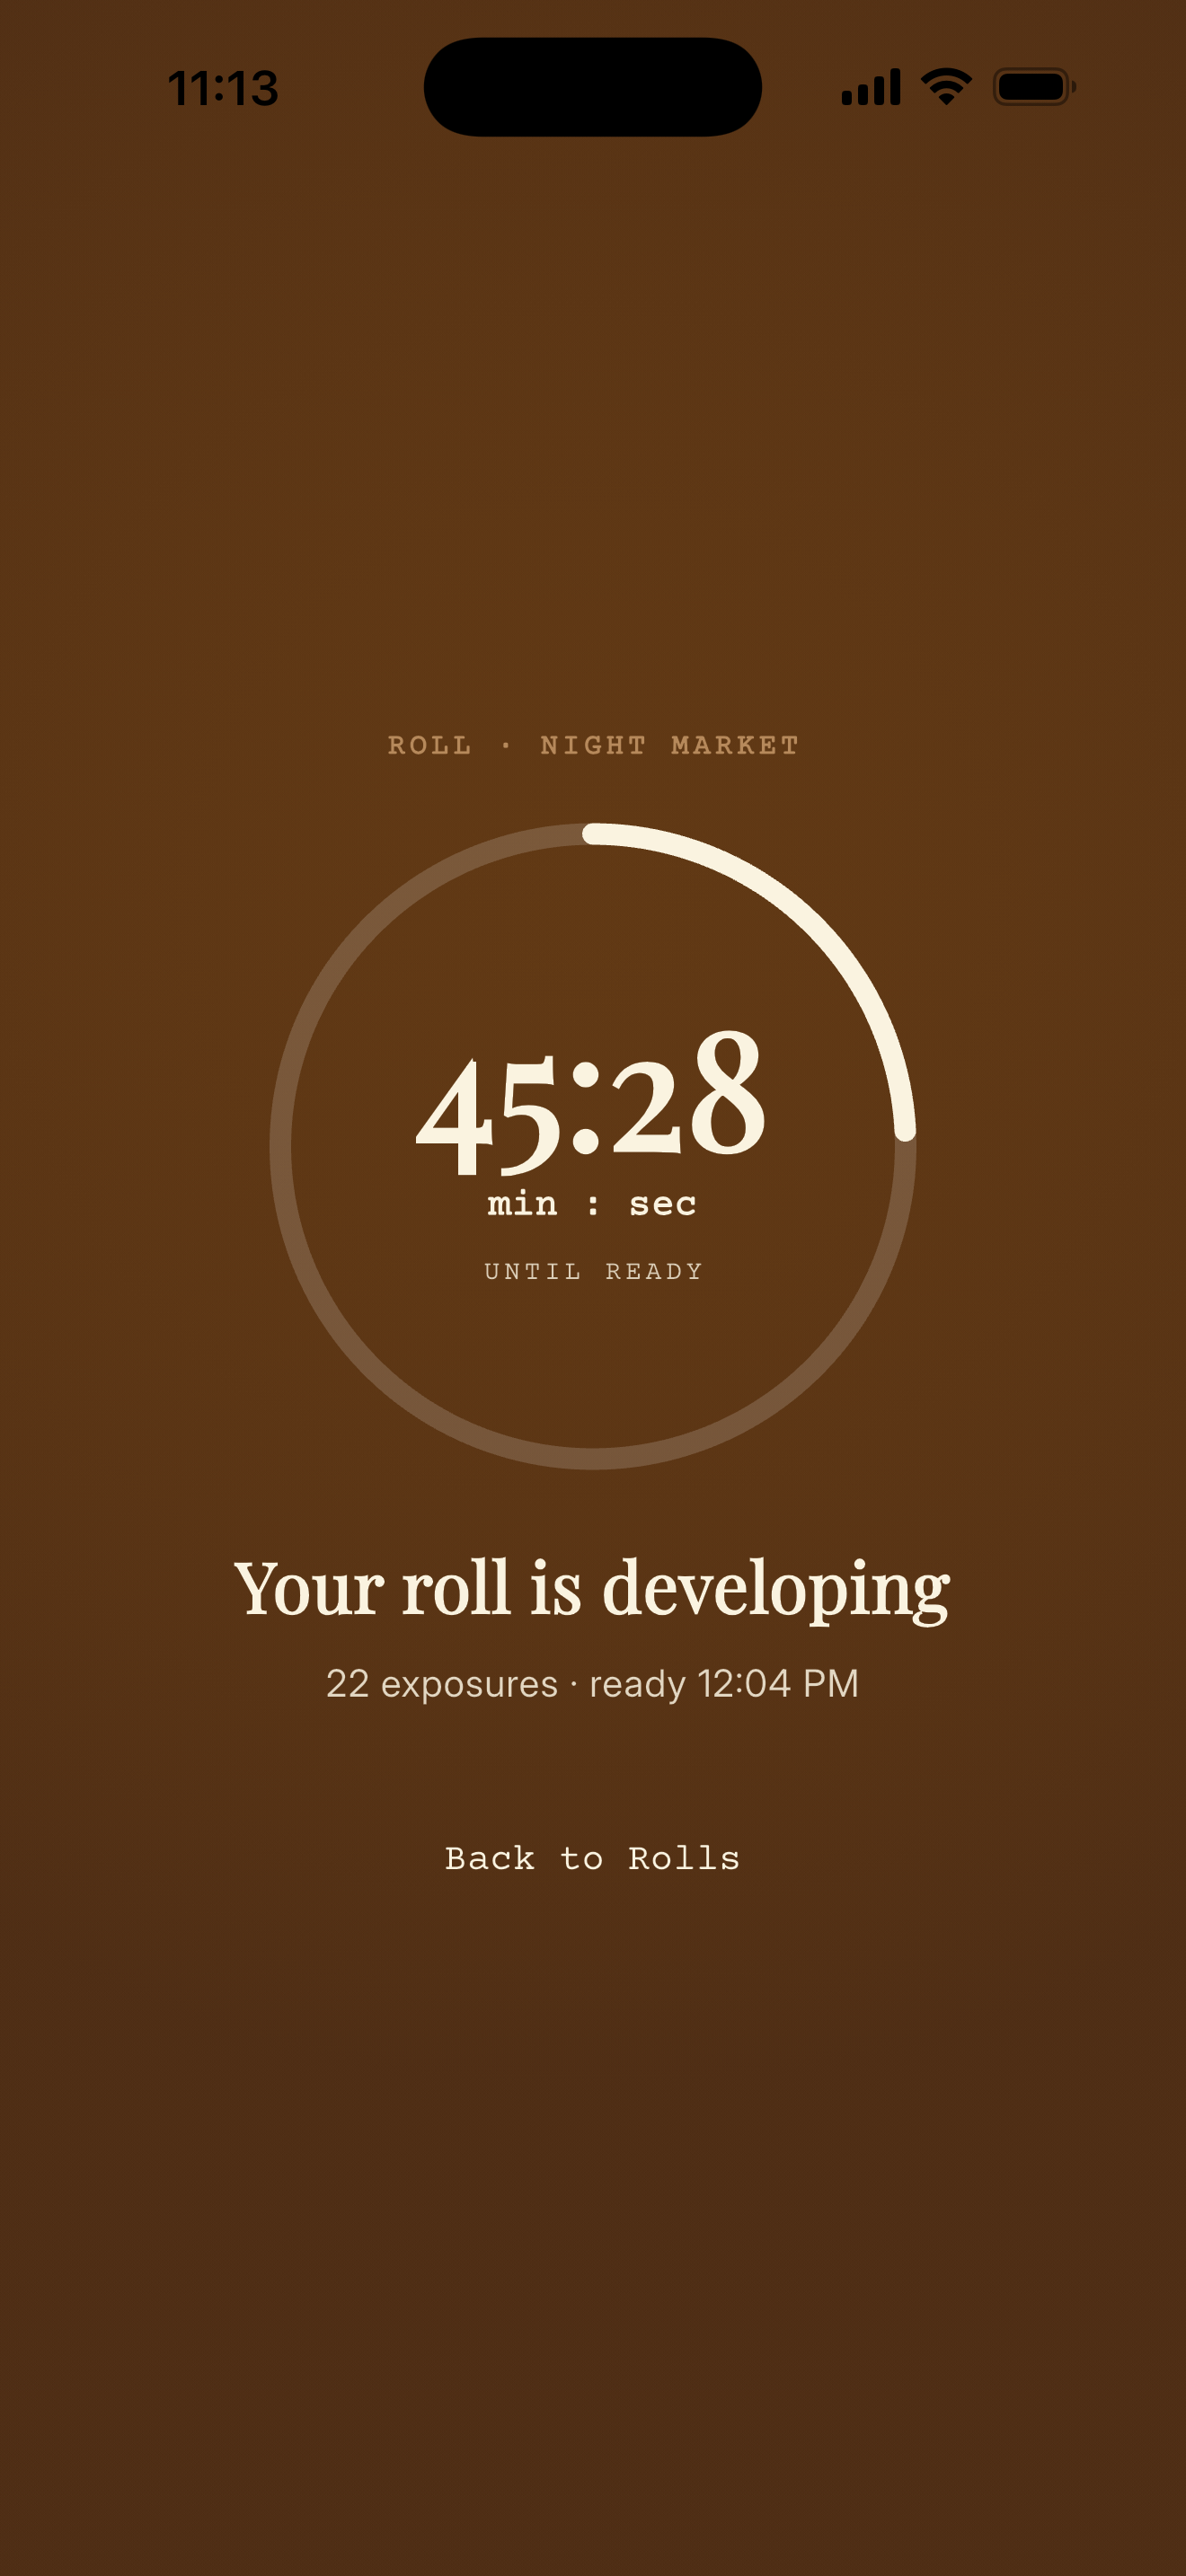 11:13
ROLL · NIGHT MARKET
45:28
min : sec
UNTIL READY
Your roll is developing
22 exposures · ready 12:04 PM
Back to Rolls